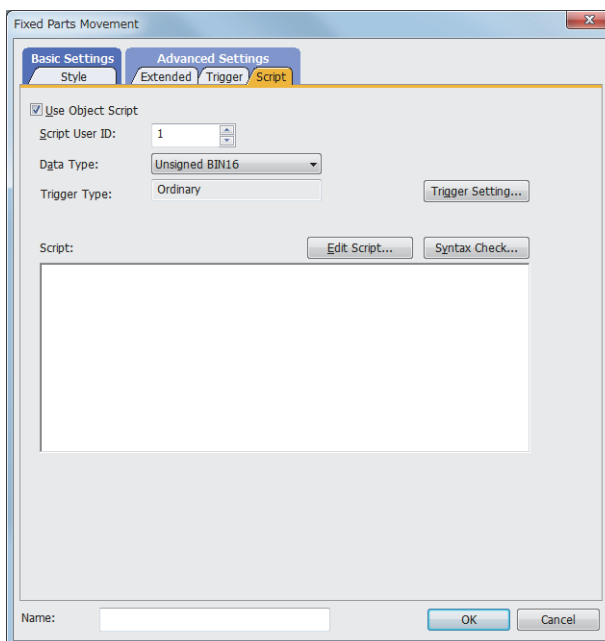 Fixed Parts Movement
x
Basic Settings Advanced Settings
Style Extended Trigger Script
Use Object Script
Script User ID: 1
Data Type: Unsigned BIN16
Trigger Type: Ordinary Trigger Setting...
Script: Edit Script... Syntax Check...
Name: OK Cancel